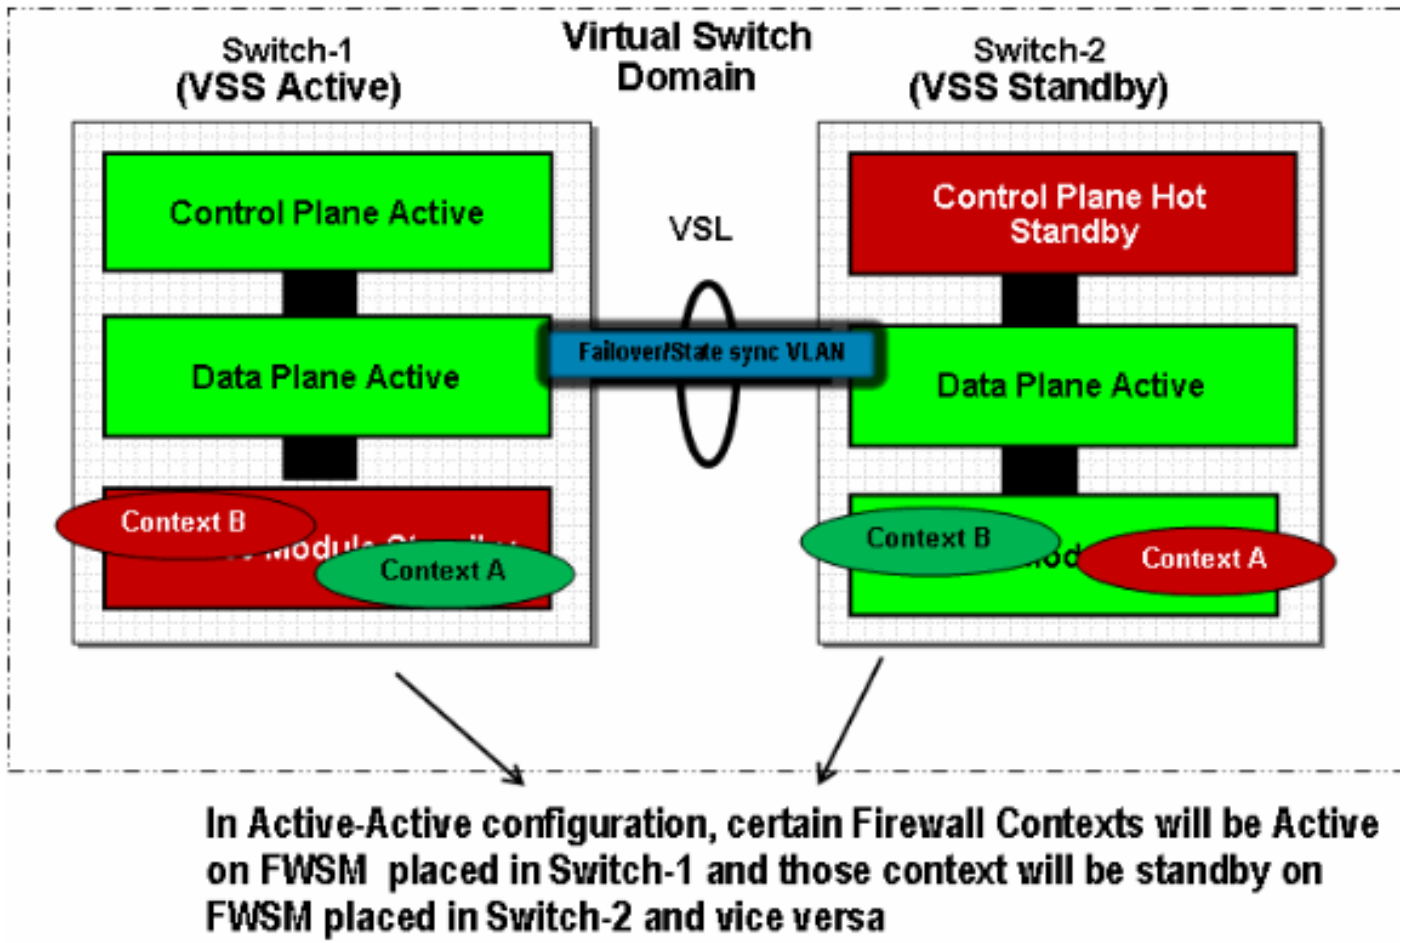 Virtual Switch
Domain
Switch-1
(VSS Active)
Switch-2
(VSS Standby)
Control Plane Active
Control Plane Hot
Standby
VSL
Failover/State sync VLAN
Data Plane Active
Data Plane Active
Context B
Module
Context A
Context B
Context A
In Active-Active configuration, certain Firewall Contexts will be Active
on FWSM placed in Switch-1 and those context will be standby on
FWSM placed in Switch-2 and vice versa